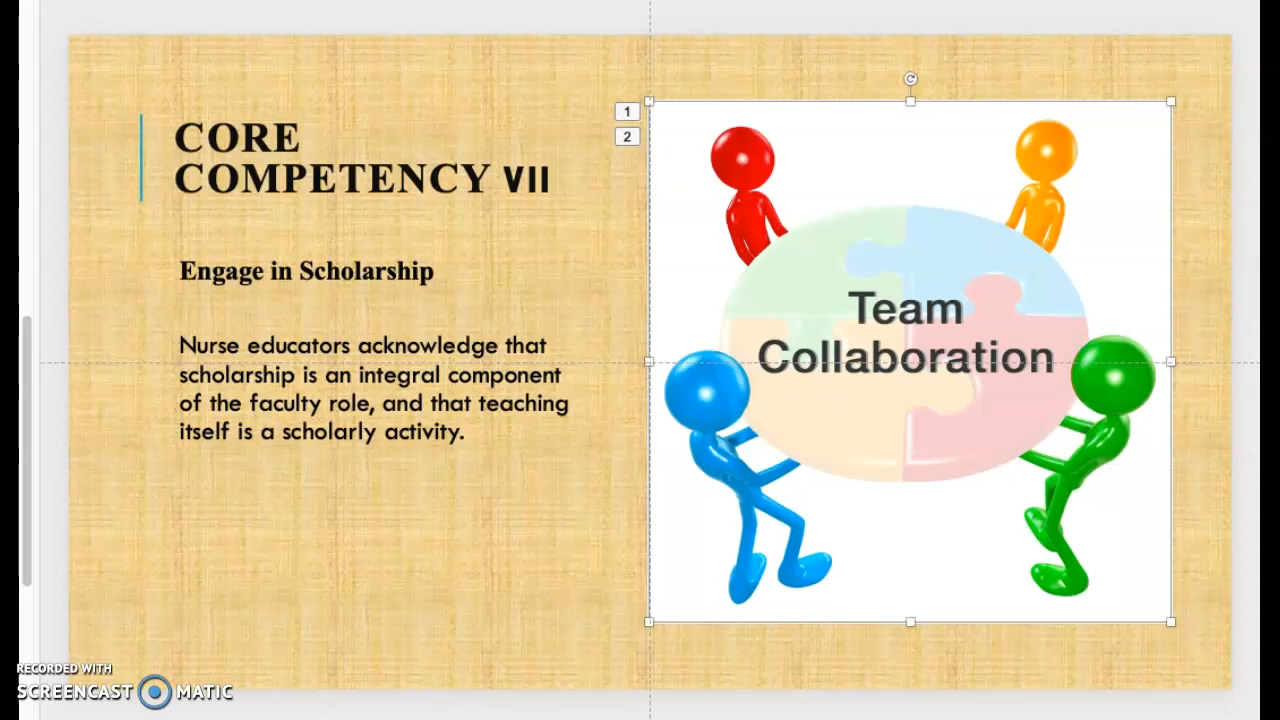 CORE
COMPETENCY VII
Engage in Scholarship
Nurse educators acknowledge that
scholarship is an integral component
of the faculty role, and that teaching
itself is a scholarly activity.
1
2
Team
Collaboration
RECORDED WITH
SCREENCAST MATIC